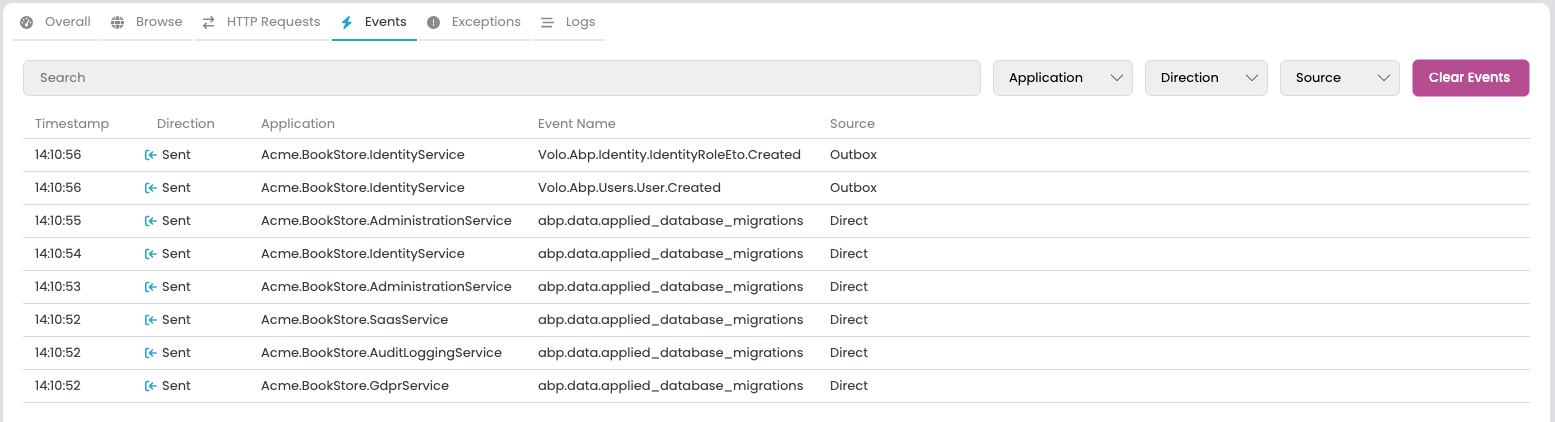 Overall Browse HTTP Requests Events Exceptions Logs
Search Application Direction Source Clear Events
Timestamp Direction Application Event Name Source
14:10:56 Sent Acme.BookStore.IdentityService Volo.Abp.Identity.IdentityRoleEto.Created Outbox
14:10:56 Sent Acme.BookStore.IdentityService Volo.Abp.Users.User.Created Outbox
14:10:55 Sent Acme.BookStore.AdministrationService abp.data.applied_database_migrations Direct
14:10:54 Sent Acme.BookStore.IdentityService abp.data.applied_database_migrations Direct
14:10:53 Sent Acme.BookStore.AdministrationService abp.data.applied_database_migrations Direct
14:10:52 Sent Acme.BookStore.SaasService abp.data.applied_database_migrations Direct
14:10:52 Sent Acme.BookStore.AuditLoggingService abp.data.applied_database_migrations Direct
14:10:52 Sent Acme.BookStore.GdprService abp.data.applied_database_migrations Direct